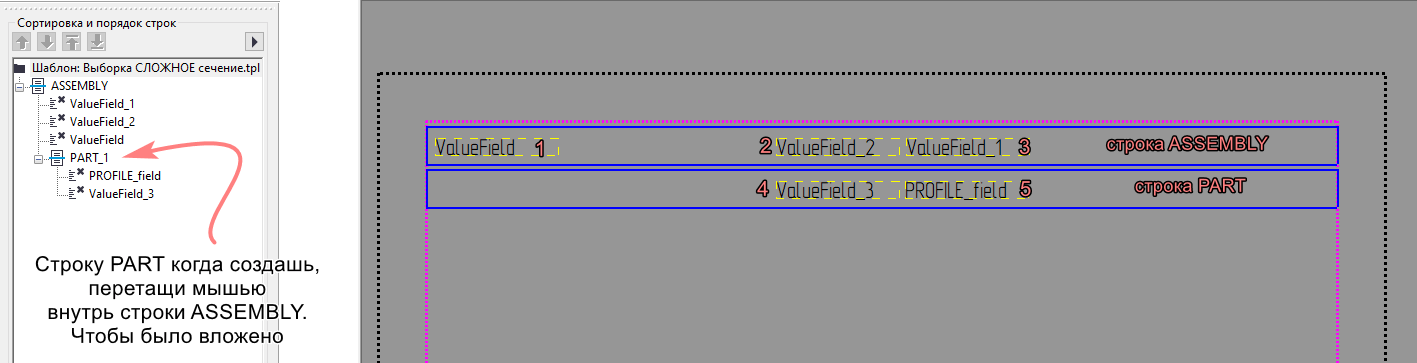 Сортировка и порядок строк
Шаблон: Выборка СЛОЖНОЕ сечение.tpl
ASSEMBLY
ValueField_1
ValueField_2
ValueField
PART_1
PROFILE_field
ValueField_3
Строку PART когда создашь,
перетащи мышью
внутрь строки ASSEMBLY.
Чтобы было вложено
ValueField 1 2 ValueField_2 ValueField_1 3 строка ASSEMBLY
4 ValueField_3 PROFILE_field 5 строка PART